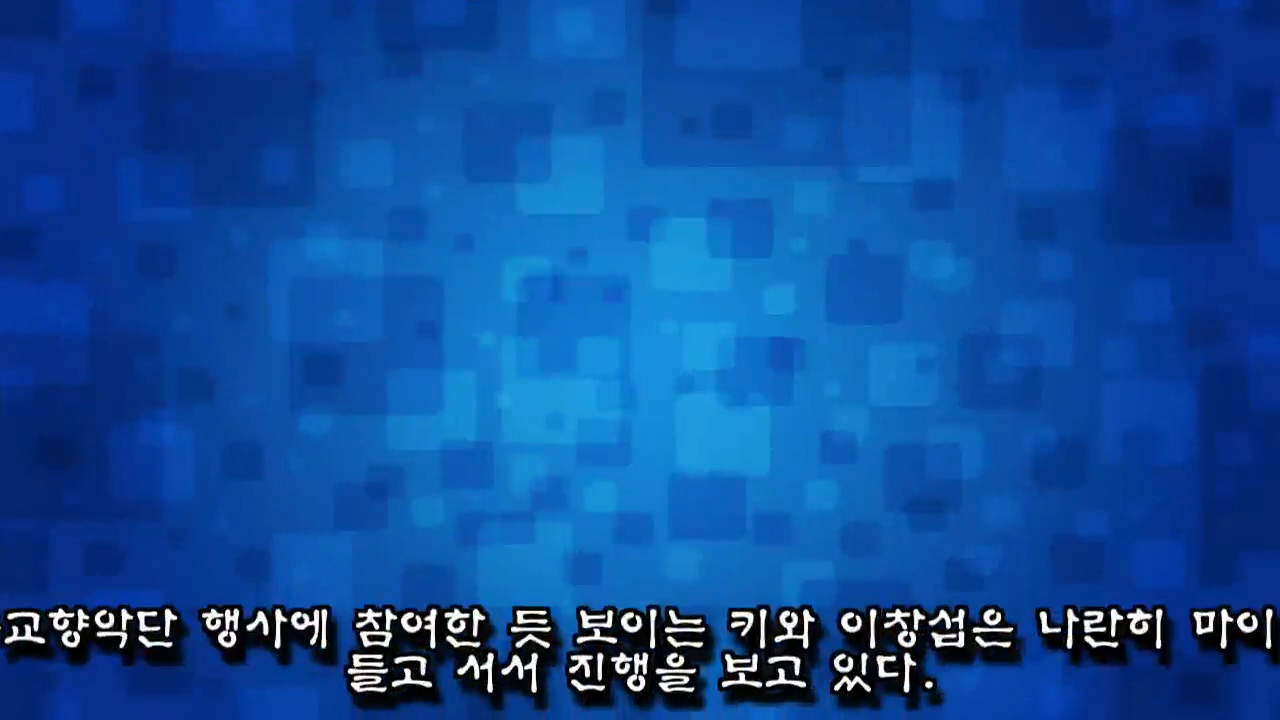 교향악단 행사에 참여한 듯 보이는 키와 이창섭은 나란히 마이
들고 서서 진행을 보고 있다.